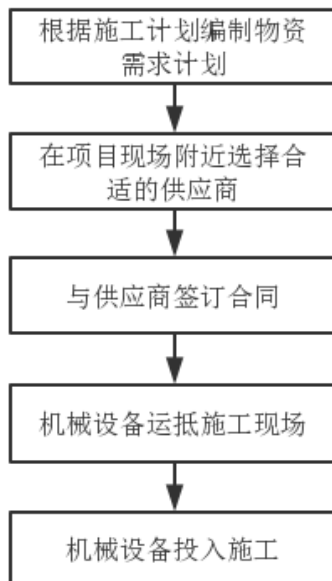 根据施工计划编制物资
需求计划
在项目现场附近选择合
适的供应商
与供应商签订合同
机械设备运抵施工现场
机械设备投入施工